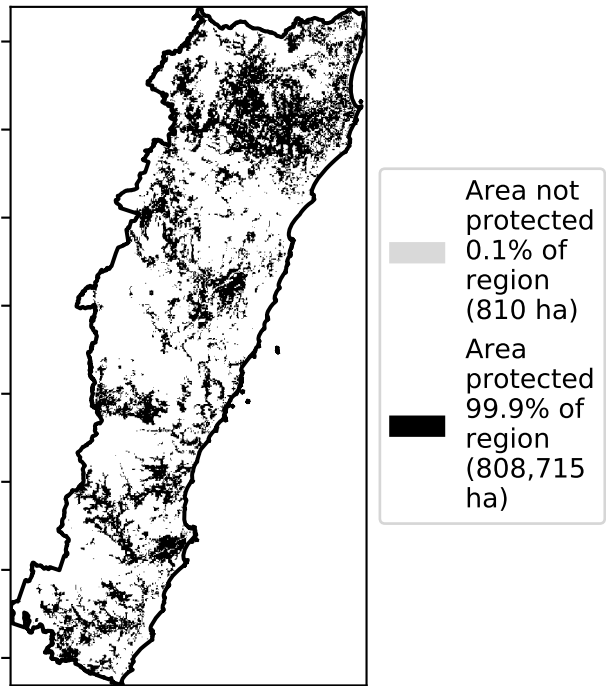 Area not
protected
0.1% of
region
(810 ha)
Area
protected
99.9% of
region
(808,715
ha)